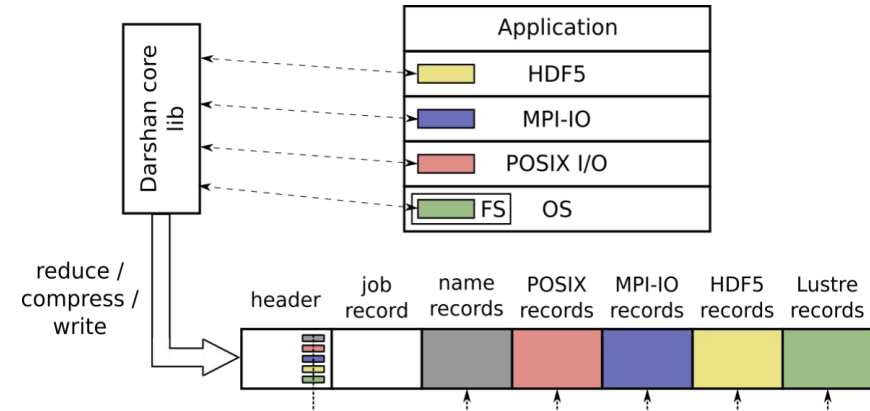 Darshan core
lib
Application
HDF5
MPI-IO
POSIX I/O
FS OS
reduce /
compress /
write
header
job
record
name
records
POSIX
records
MPI-IO
records
HDF5
records
Lustre
records